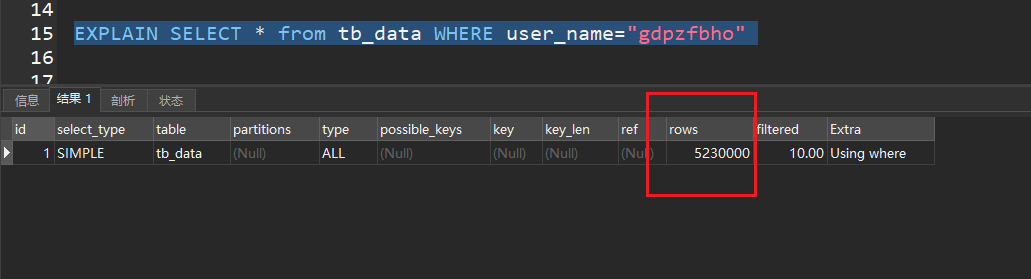 14
15 EXPLAIN SELECT * from tb_data WHERE user_name="gdpzfbho"
16
17
信息 结果 1 剖析 状态
id select_type table partitions type possible_keys key key_len ref rows filtered Extra
1 SIMPLE tb_data (Null) ALL (Null) (Null) (Null) (Null) 5230000 10.00 Using where